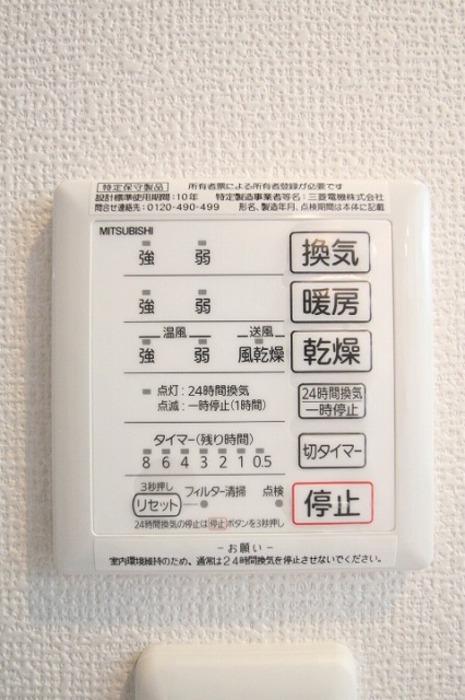 特定保守製品 所有者票による所有者登録が必要です
設計標準使用期間:10年 特定製造事業者等名:三菱電機株式会社
問合せ連絡先:0120-490-499 形名、製造年月、点検期間は本体に記載
MITSUBISHI
強 弱 換気
強 弱 暖房
温風 送風
強 弱 風乾燥 乾燥
点灯:24時間換気
点滅:一時停止(1時間)
24時間換気
一時停止
タイマー(残り時間)
8 6 4 3 2 1 0.5
切タイマー
3秒押し
リセット フィルター清掃 点検
停止
24時間換気の停止は停止ボタンを3秒押し
-お願い-
室内環境維持のため、通常は24時間換気を停止させないでください。